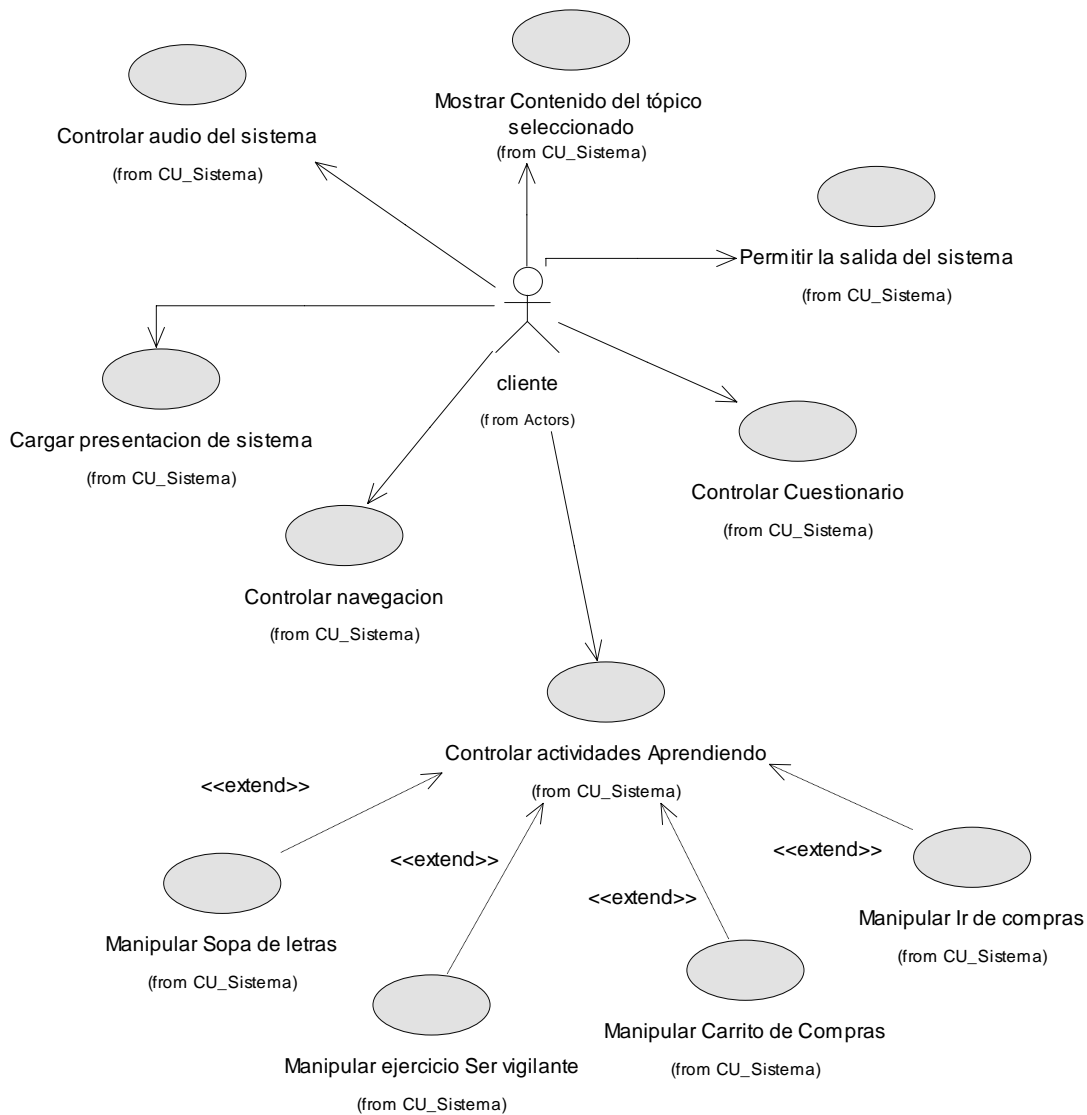 Mostrar Contenido del tópico
seleccionado
(from CU_Sistema)
Controlar audio del sistema
(from CU_Sistema)
Permitir la salida del sistema
(from CU_Sistema)
cliente
(from Actors)
Cargar presentacion de sistema
(from CU_Sistema)
Controlar Cuestionario
(from CU_Sistema)
Controlar navegacion
(from CU_Sistema)
Controlar actividades Aprendiendo
(from CU_Sistema)
<<extend>>
<<extend>>
<<extend>>
<<extend>>
Manipular Sopa de letras
(from CU_Sistema)
Manipular Ir de compras
(from CU_Sistema)
Manipular Carrito de Compras
(from CU_Sistema)
Manipular ejercicio Ser vigilante
(from CU_Sistema)